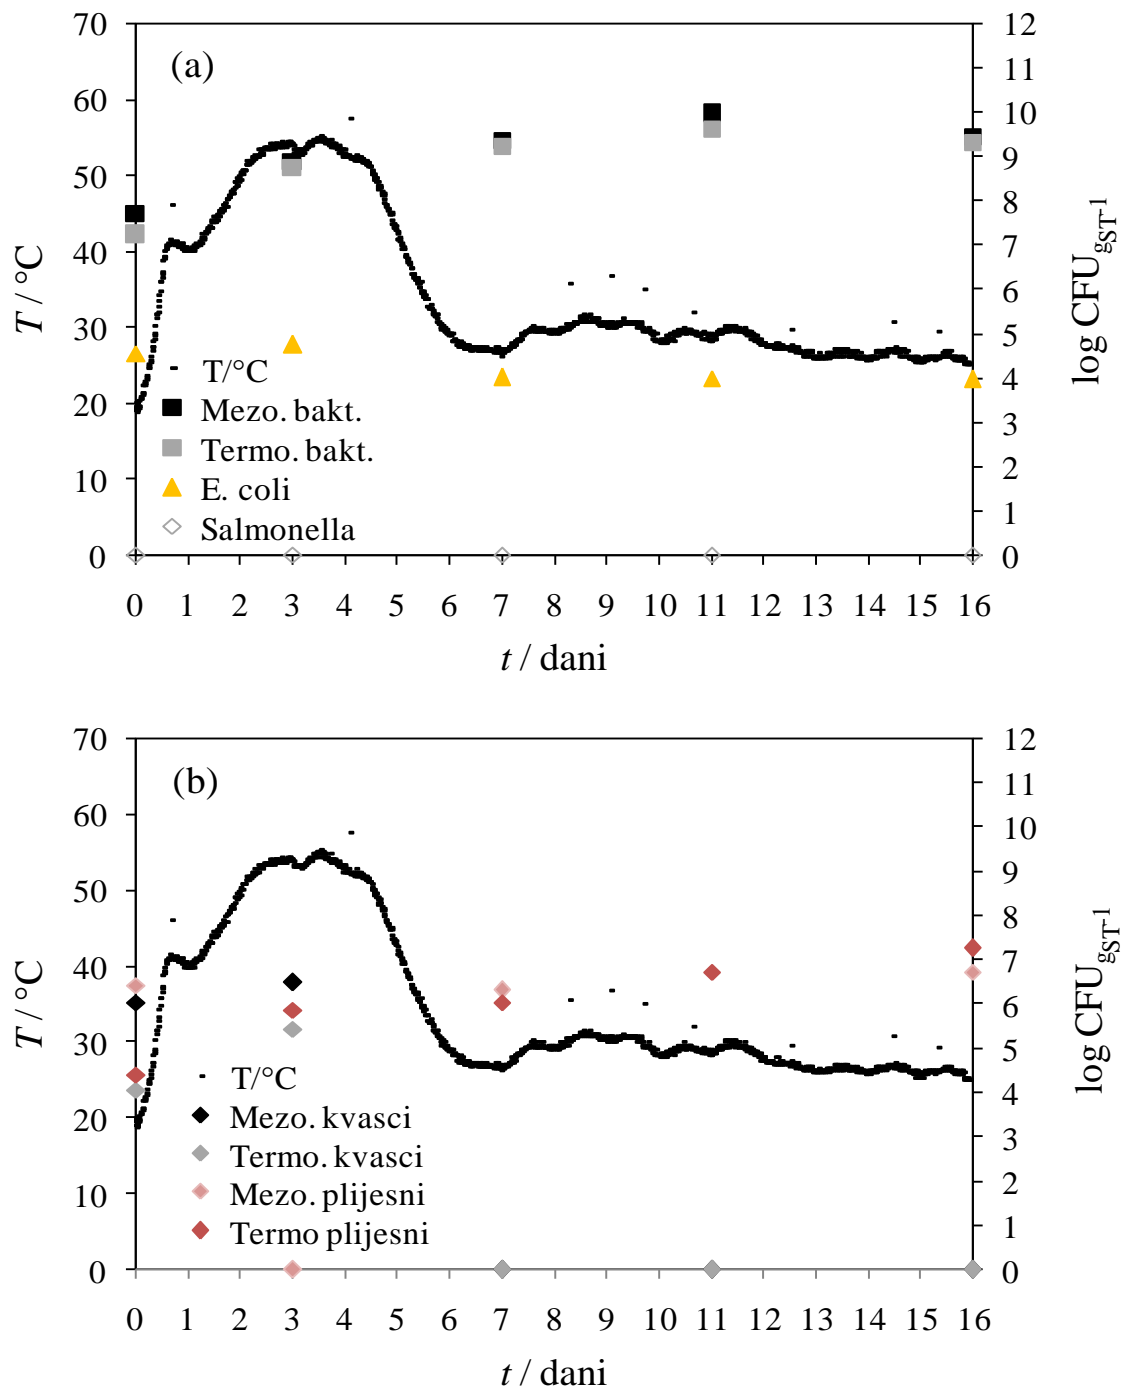 (a)
70
60
50
40
30
20
10
0
T / °C
12
11
10
9
8
7
6
5
4
3
2
1
0
log CFU gST-1
T/°C
Mezo. bakt.
Termo. bakt.
E. coli
Salmonella
0 1 2 3 4 5 6 7 8 9 10 11 12 13 14 15 16
t / dani
(b)
70
60
50
40
30
20
10
0
T / °C
12
11
10
9
8
7
6
5
4
3
2
1
0
log CFU gST-1
T/°C
Mezo. kvasci
Termo. kvasci
Mezo. plijesni
Termo plijesni
0 1 2 3 4 5 6 7 8 9 10 11 12 13 14 15 16
t / dani